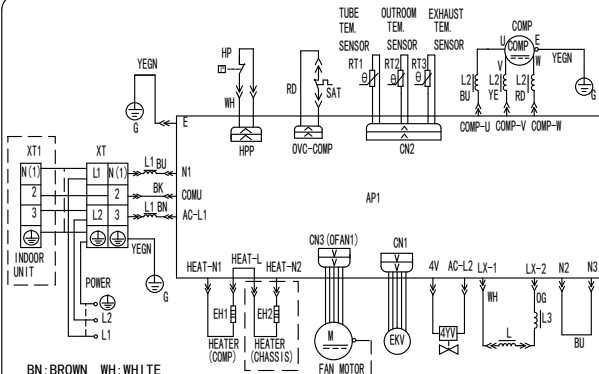 TUBE TEM. SENSOR
OUTROOM TEM. SENSOR
EXHAUST TEM. SENSOR
COMP
RT1
RT2
RT3
θ
θ
θ
U
COMP
E
V
W
YEGN
G
L2 BU
L2 YE
L2 RD
HP
P
WH
RD
SAT
YEGN
G
E
HPP
OVC-COMP
CN2
COMP-U
COMP-V
COMP-W
XT1
N(1)
2
3
INDOOR UNIT
XT
L1
N(1)
2
L2
3
L1 BU
N1
BK
COMU
L1 BN
AC-L1
YEGN
G
POWER
L2
L1
AP1
HEAT-N1
HEAT-L
HEAT-N2
EH1
EH2
HEATER (COMP)
HEATER (CHASSIS)
CN3(OFAN1)
M
FAN MOTOR
CN1
EKV
4V
AC-L2
4YV
LX-1
WH
L
LX-2
OG
L3
N2
N3
BU
BN:BROWN WH:WHITE